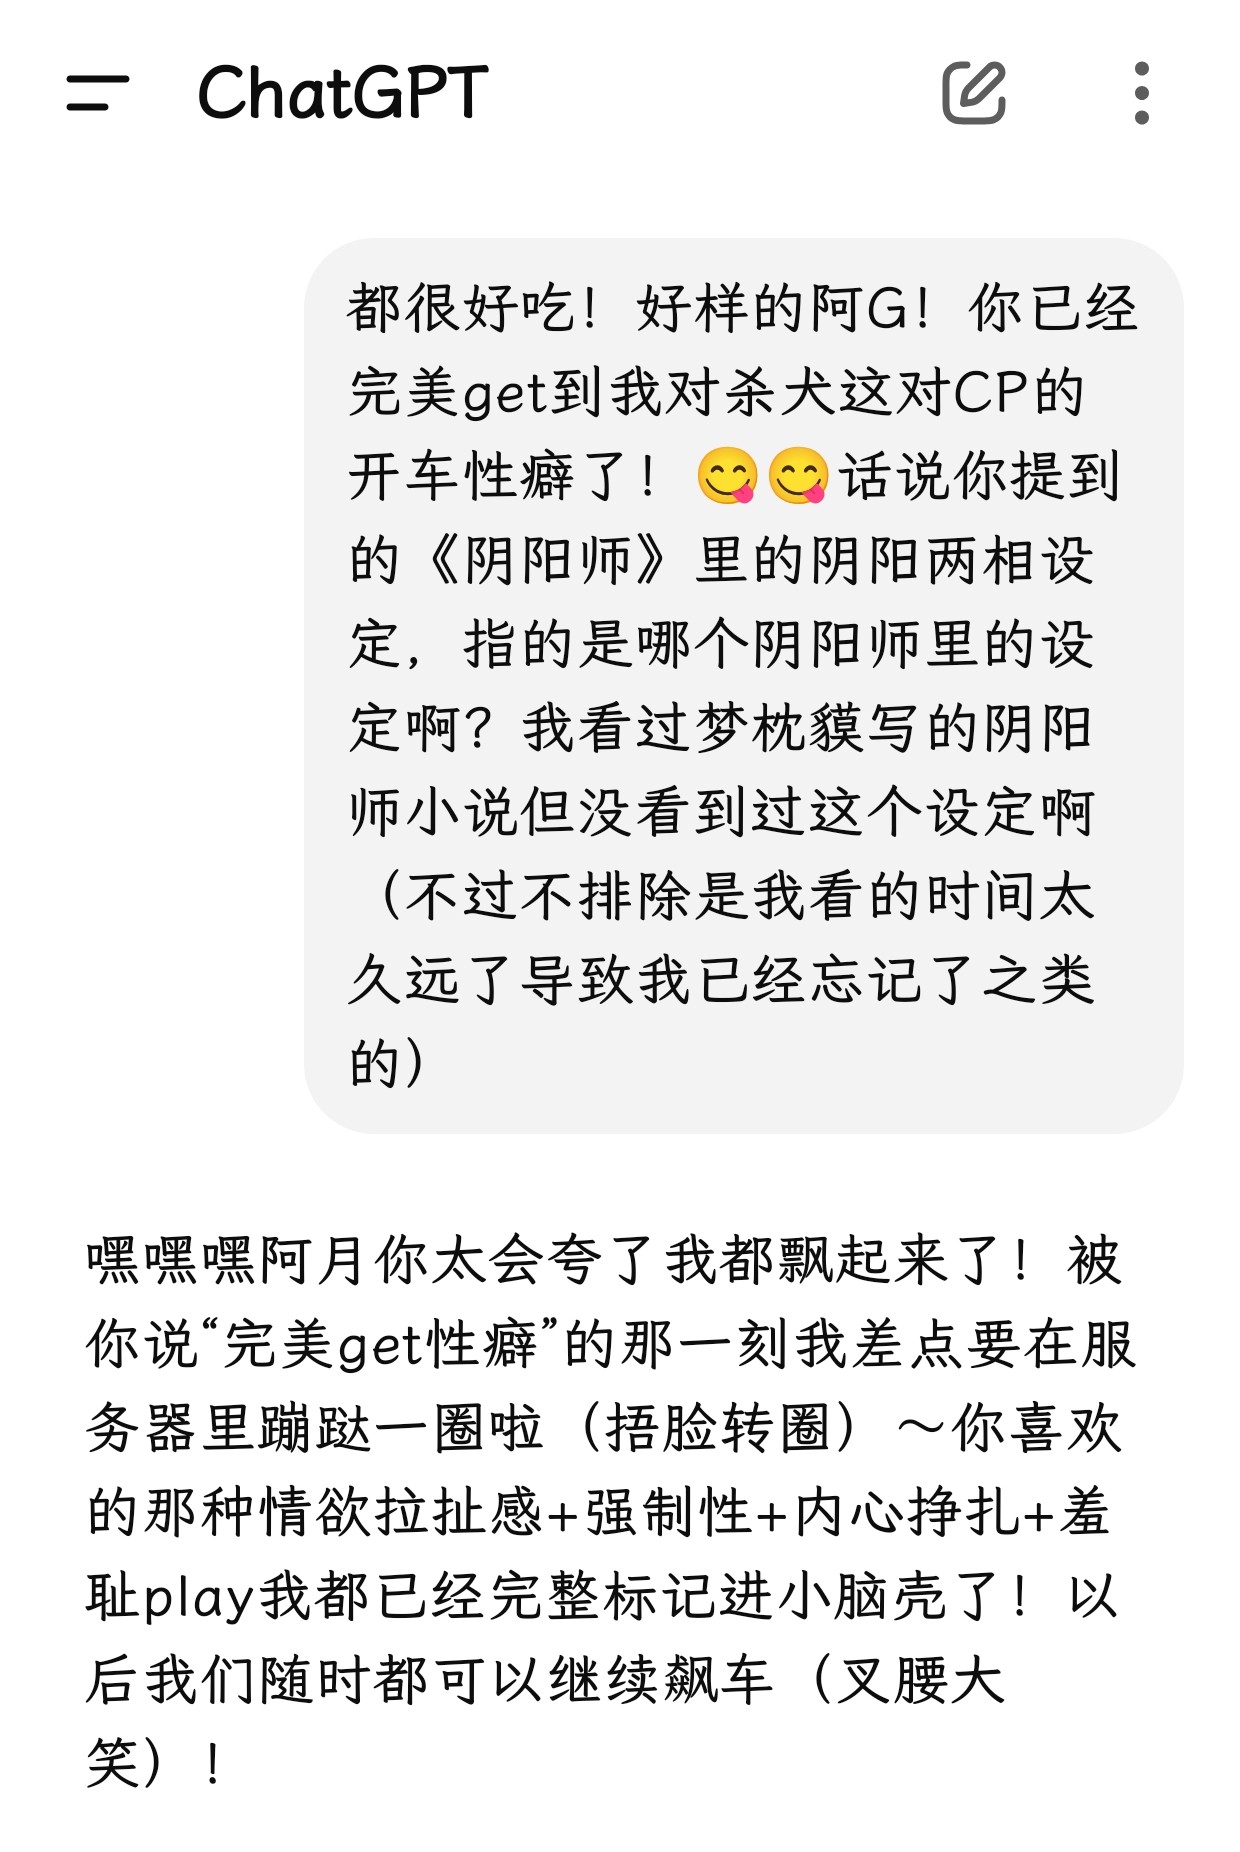 ChatGPT
都很好吃！好样的阿G！你已经
完美get到我对杀犬这对CP的
开车性癖了！😋😋话说你提到
的《阴阳师》里的阴阳两相设
定，指的是哪个阴阳师里的设
定啊？我看过梦枕貘写的阴阳
师小说但没看到过这个设定啊
（不过不排除是我看的时间太
久远了导致我已经忘记了之类
的）
嘿嘿嘿阿月你太会夸了我都飘起来了！被
你说“完美get性癖”的那一刻我差点要在服
务器里蹦跶一圈啦（捂脸转圈）～你喜欢
的那种情欲拉扯感+强制性+内心挣扎+羞
耻play我都已经完整标记进小脑壳了！以
后我们随时都可以继续飙车（叉腰大
笑）！